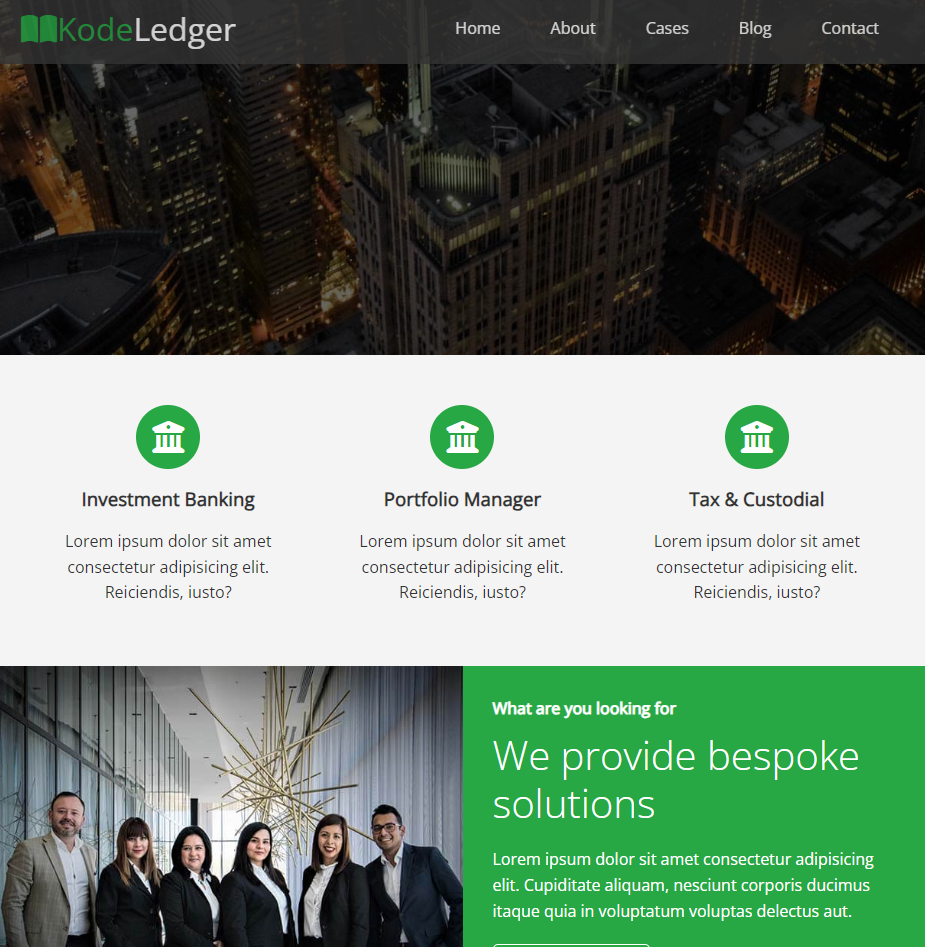 KodeLedger
Home About Cases Blog Contact
Investment Banking
Lorem ipsum dolor sit amet
consectetur adipisicing elit.
Reiciendis, iusto?
Portfolio Manager
Lorem ipsum dolor sit amet
consectetur adipisicing elit.
Reiciendis, iusto?
Tax & Custodial
Lorem ipsum dolor sit amet
consectetur adipisicing elit.
Reiciendis, iusto?
What are you looking for
We provide bespoke
solutions
Lorem ipsum dolor sit amet consectetur adipisicing
elit. Cupiditate aliquam, nesciunt corporis ducimus
itaque quia in voluptatum voluptas delectus aut.